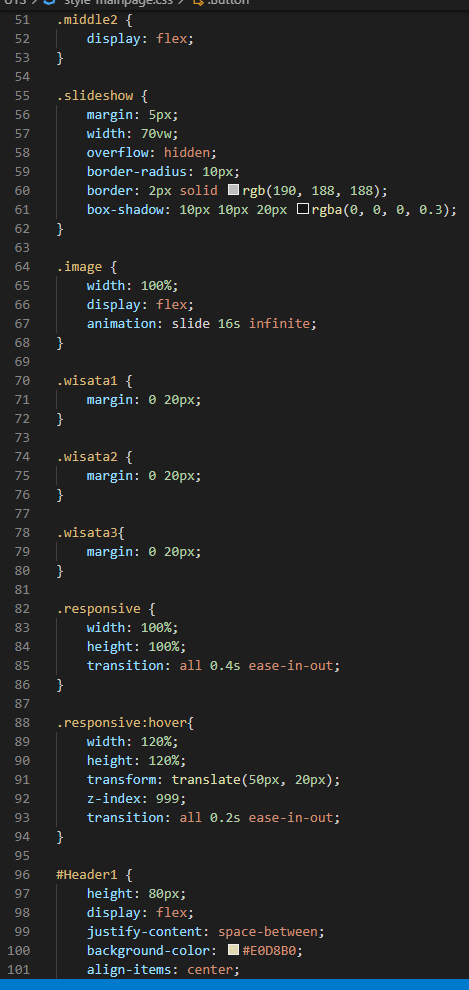 UTS > style-mainpage.css > .button
51 .middle2 {
52     display: flex;
53 }
54
55 .slideshow {
56     margin: 5px;
57     width: 70vw;
58     overflow: hidden;
59     border-radius: 10px;
60     border: 2px solid rgb(190, 188, 188);
61     box-shadow: 10px 10px 20px rgba(0, 0, 0, 0.3);
62 }
63
64 .image {
65     width: 100%;
66     display: flex;
67     animation: slide 16s infinite;
68 }
69
70 .wisata1 {
71     margin: 0 20px;
72 }
73
74 .wisata2 {
75     margin: 0 20px;
76 }
77
78 .wisata3{
79     margin: 0 20px;
80 }
81
82 .responsive {
83     width: 100%;
84     height: 100%;
85     transition: all 0.4s ease-in-out;
86 }
87
88 .responsive:hover{
89     width: 120%;
90     height: 120%;
91     transform: translate(50px, 20px);
92     z-index: 999;
93     transition: all 0.2s ease-in-out;
94 }
95
96 #Header1 {
97     height: 80px;
98     display: flex;
99     justify-content: space-between;
100     background-color: #E0D8B0;
101     align-items: center;